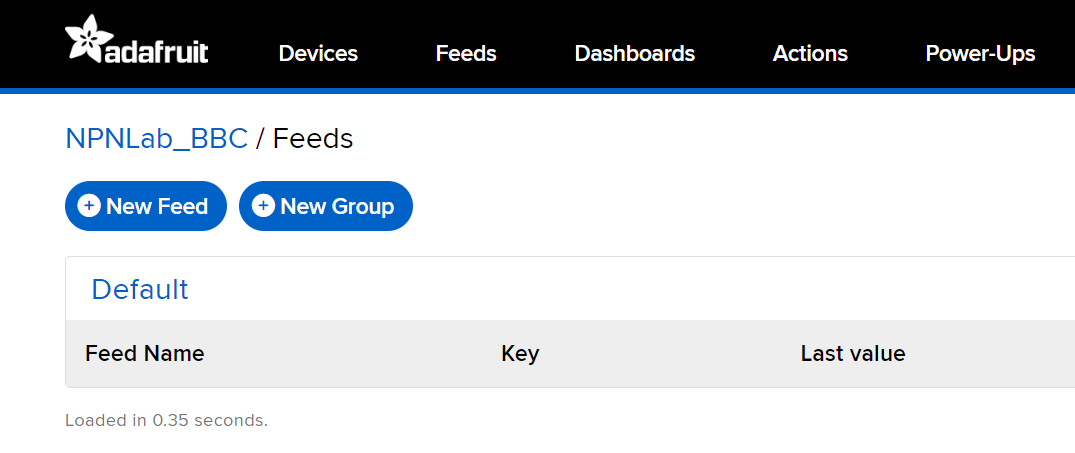 adafruit Devices Feeds Dashboards Actions Power-Ups
NPNLab_BBC / Feeds
New Feed New Group
Default
Feed Name Key Last value
Loaded in 0.35 seconds.